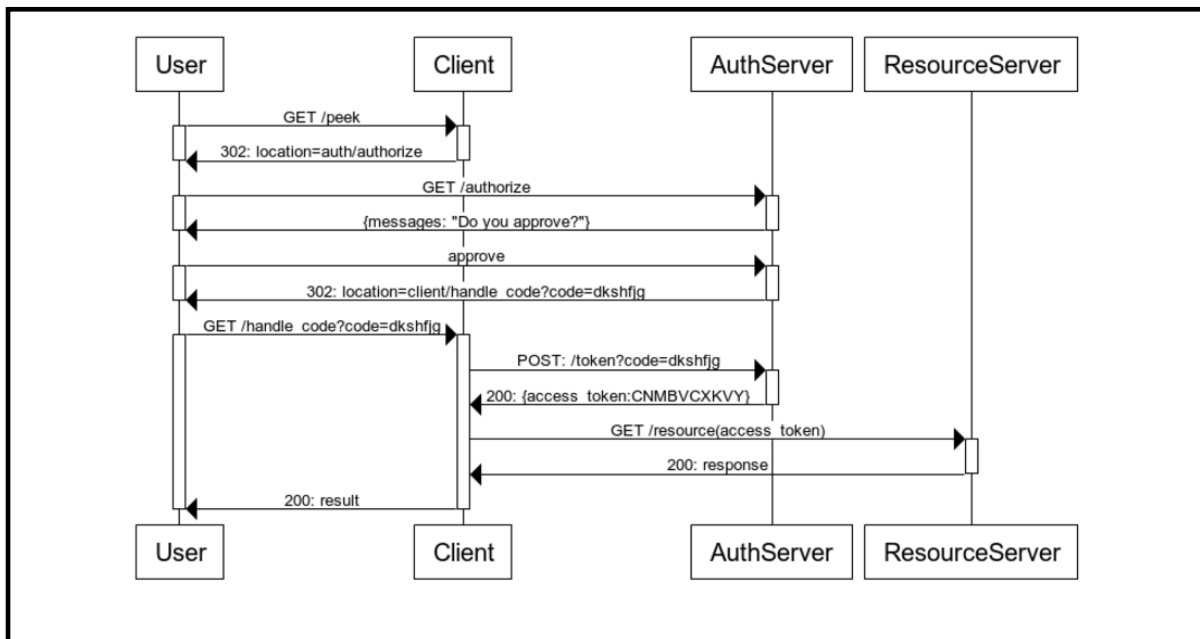 User Client AuthServer ResourceServer
GET /peek
302: location=auth/authorize
GET /authorize
{messages: "Do you approve?"}
approve
302: location=client/handle_code?code=dkshfjg
GET /handle_code?code=dkshfjg
POST: /token?code=dkshfjg
200: {access_token:CNMBVCXKVY}
GET /resource(access_token)
200: response
200: result
User Client AuthServer ResourceServer